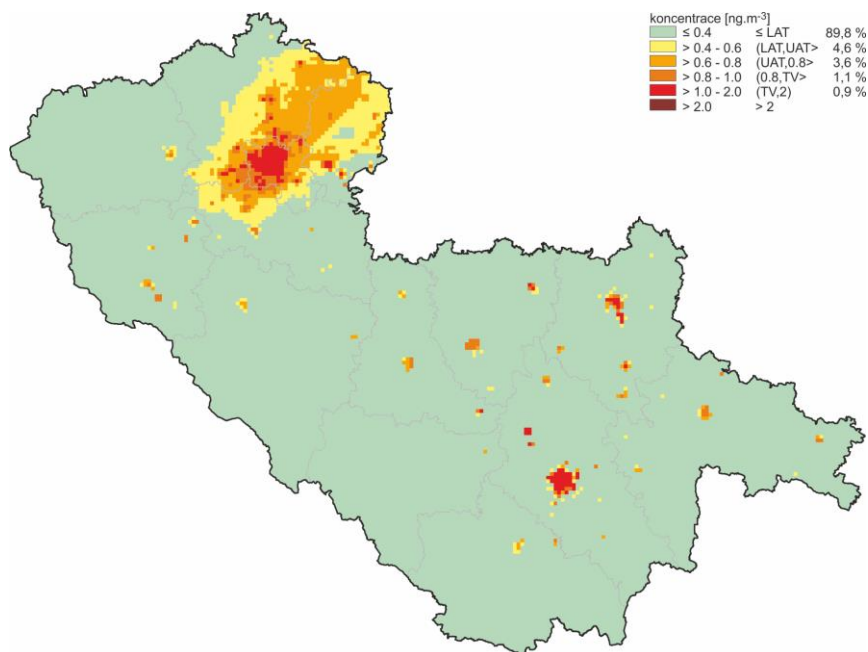 koncentrace [ng.m⁻³]
≤ 0.4 ≤ LAT 89,8 %
> 0.4 - 0.6 (LAT,UAT> 4,6 %
> 0.6 - 0.8 (UAT,0.8> 3,6 %
> 0.8 - 1.0 (0.8,TV> 1,1 %
> 1.0 - 2.0 (TV,2) 0,9 %
> 2.0 > 2